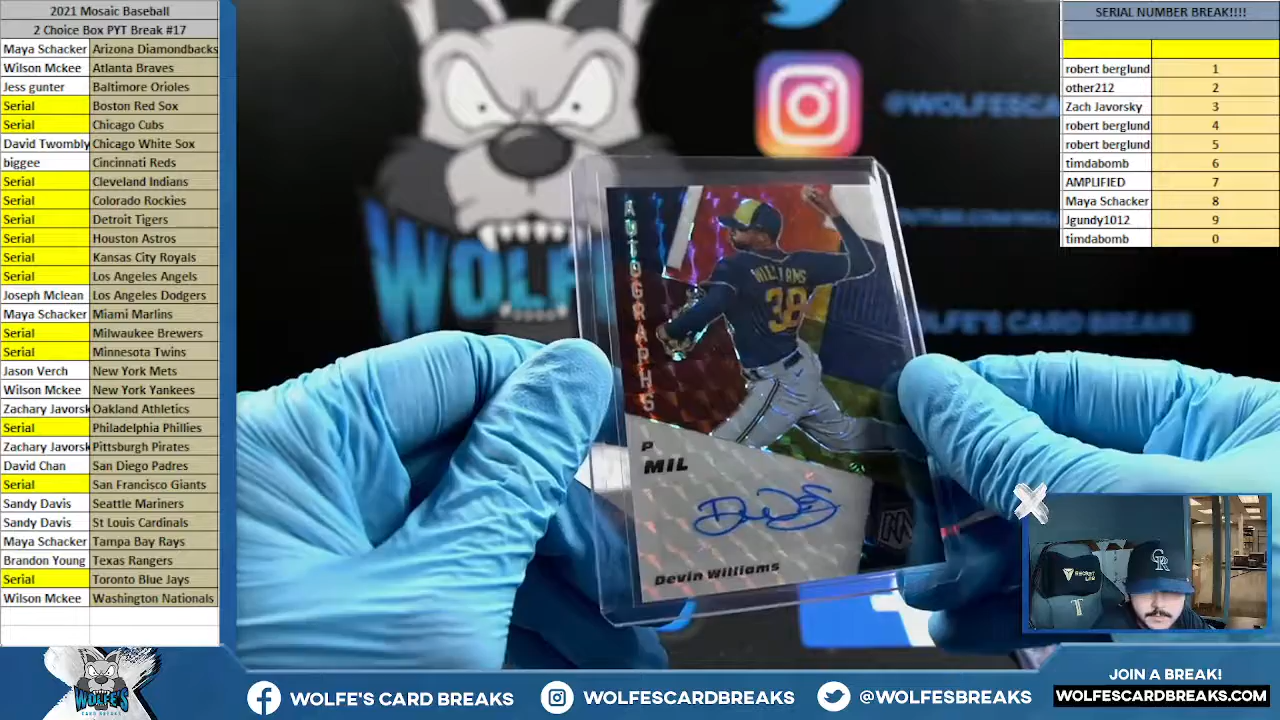 2021 Mosaic Baseball
2 Choice Box PYT Break #17
Maya Schacker Arizona Diamondbacks
Wilson Mckee Atlanta Braves
Jess gunter Baltimore Orioles
Serial Boston Red Sox
Serial Chicago Cubs
David Twombly Chicago White Sox
biggee Cincinnati Reds
Serial Cleveland Indians
Serial Colorado Rockies
Serial Detroit Tigers
Serial Houston Astros
Serial Kansas City Royals
Serial Los Angeles Angels
Joseph Mclean Los Angeles Dodgers
Maya Schacker Miami Marlins
Serial Milwaukee Brewers
Serial Minnesota Twins
Jason Verch New York Mets
Wilson Mckee New York Yankees
Zachary Javorsk Oakland Athletics
Serial Philadelphia Phillies
Zachary Javorsk Pittsburgh Pirates
David Chan San Diego Padres
Serial San Francisco Giants
Sandy Davis Seattle Mariners
Sandy Davis St Louis Cardinals
Maya Schacker Tampa Bay Rays
Brandon Young Texas Rangers
Serial Toronto Blue Jays
Wilson Mckee Washington Nationals
SERIAL NUMBER BREAK!!!!
robert berglund 1
other212 2
Zach Javorsky 3
robert berglund 4
robert berglund 5
timdabomb 6
AMPLIFIED 7
Maya Schacker 8
Jgundy1012 9
timdabomb 0
@WOLFESCA
WOLF
WOLFE'S CARD BREAKS
AUTOGRAPHS
WILLIAMS
38
P
MIL
Devin Williams
WOLFE'S
CARD BREAKS
WOLFE'S CARD BREAKS
WOLFESCARDBREAKS
@WOLFESBREAKS
JOIN A BREAK!
WOLFESCARDBREAKS.COM